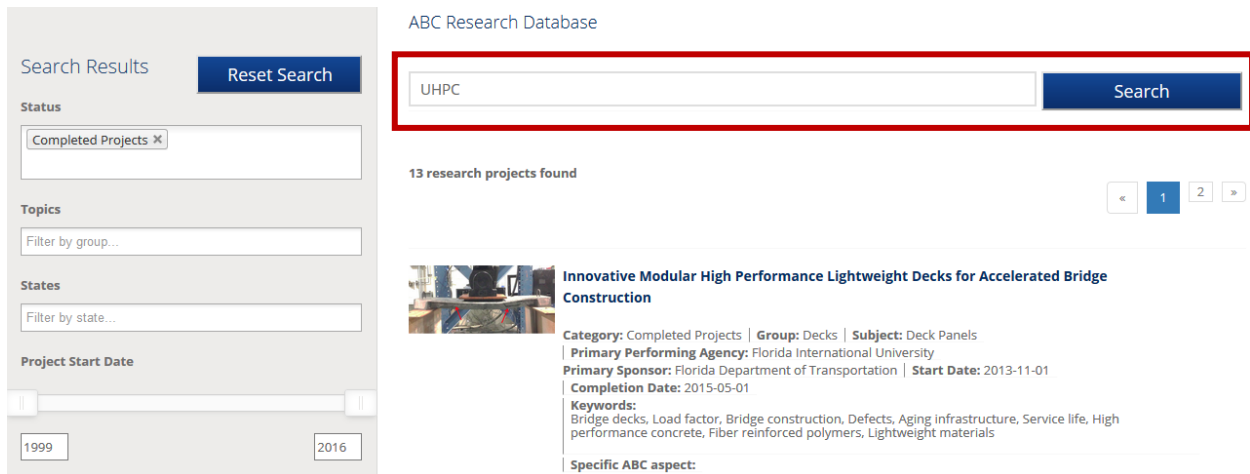 Search Results
Reset Search
Status
Completed Projects ×
Topics
Filter by group...
States
Filter by state...
Project Start Date
1999
2016
ABC Research Database
UHPC
Search
13 research projects found
« 1 2 »
Innovative Modular High Performance Lightweight Decks for Accelerated Bridge
Construction
Category: Completed Projects | Group: Decks | Subject: Deck Panels
| Primary Performing Agency: Florida International University
Primary Sponsor: Florida Department of Transportation | Start Date: 2013-11-01
| Completion Date: 2015-05-01
| Keywords:
Bridge decks, Load factor, Bridge construction, Defects, Aging infrastructure, Service life, High
performance concrete, Fiber reinforced polymers, Lightweight materials
| Specific ABC aspect: